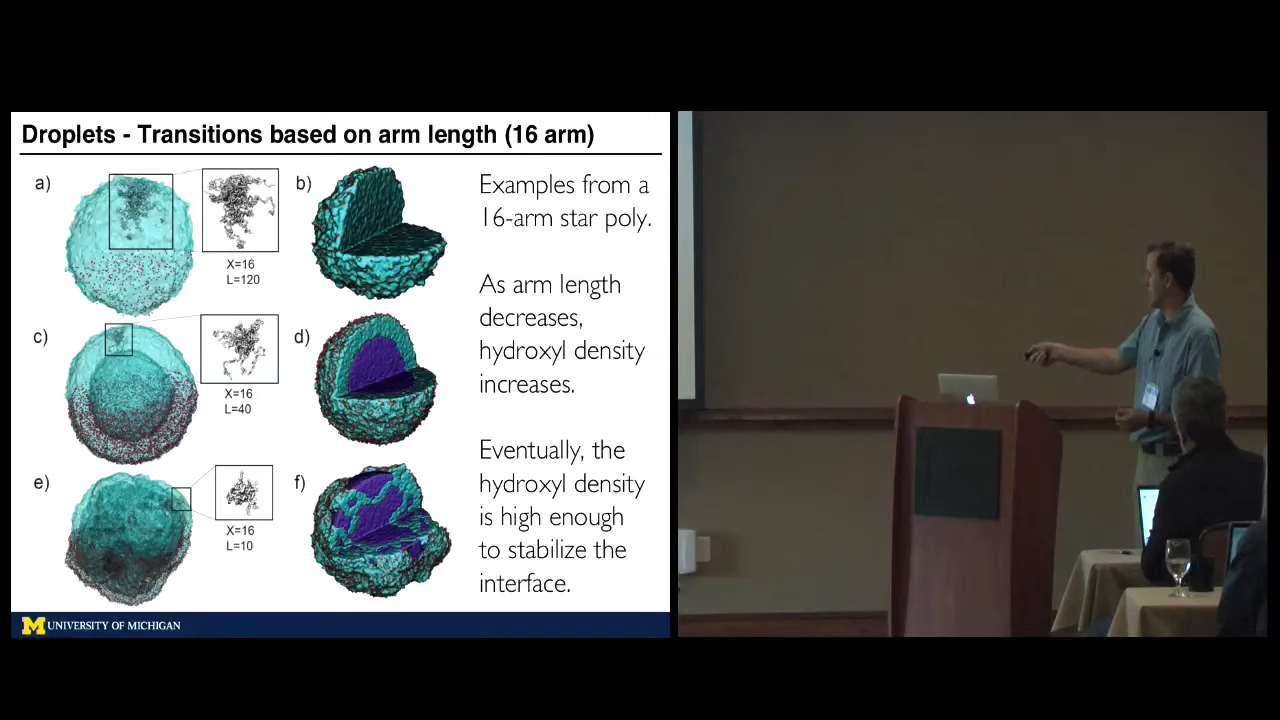 Droplets - Transitions based on arm length (16 arm)
a)
X=16
L=120
b)
Examples from a
16-arm star poly.
c)
X=16
L=40
d)
As arm length
decreases,
hydroxyl density
increases.
e)
X=16
L=10
f)
Eventually, the
hydroxyl density
is high enough
to stabilize the
interface.
M UNIVERSITY OF MICHIGAN